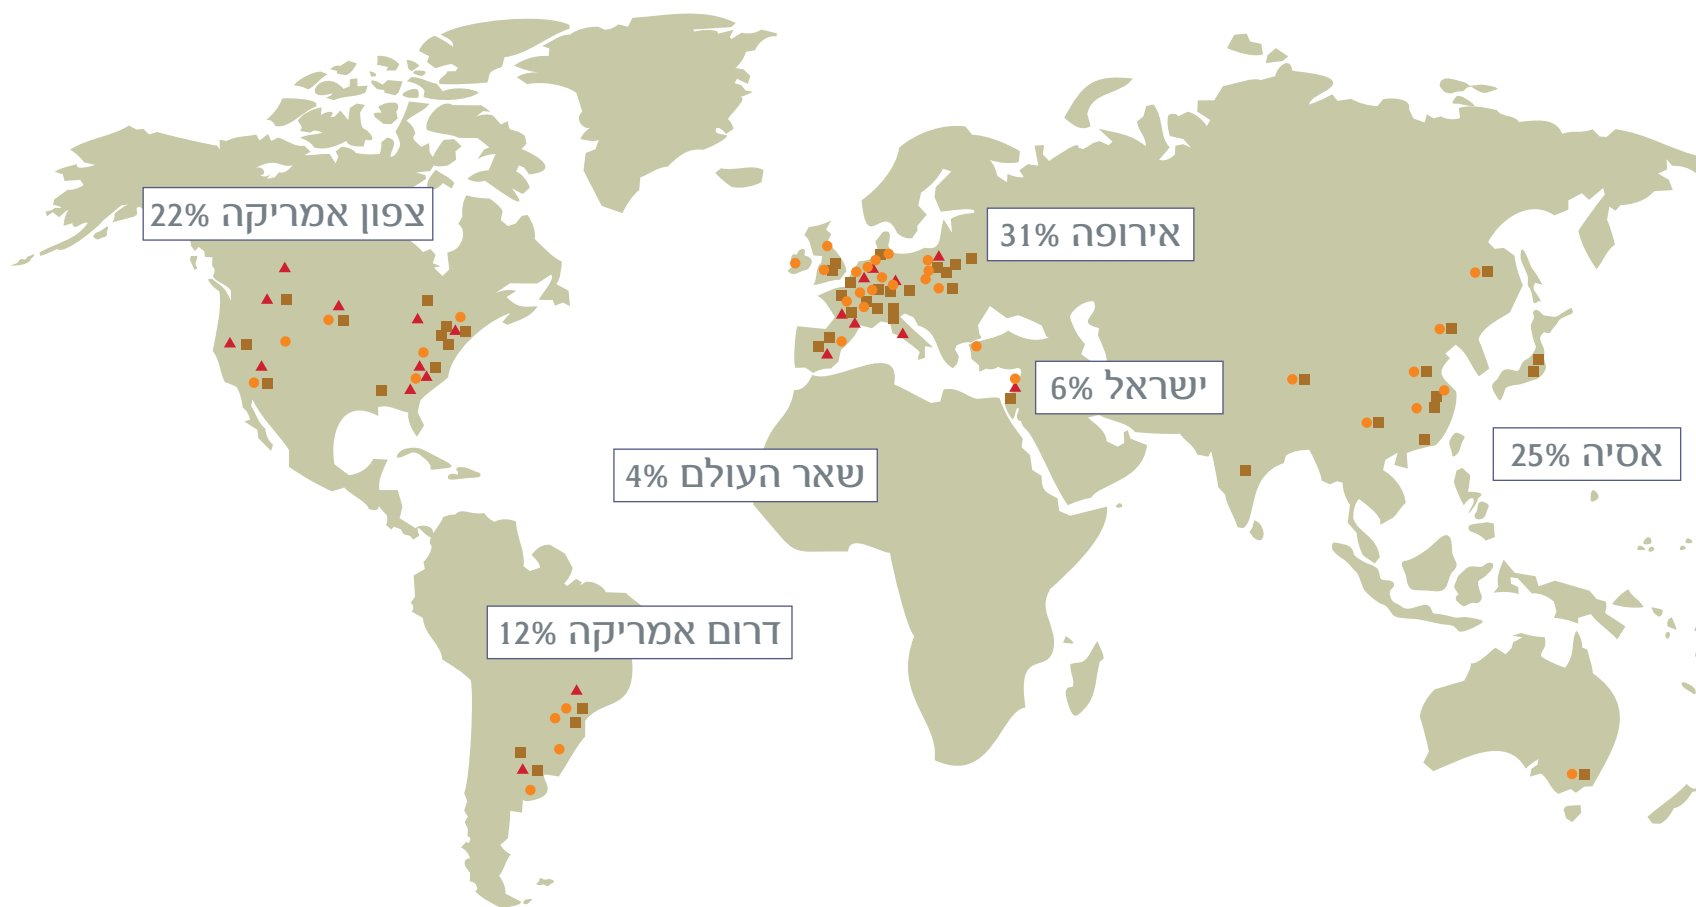 צפון אמריקה 22%
אירופה 31%
ישראל 6%
אסיה 25%
שאר העולם 4%
דרום אמריקה 12%